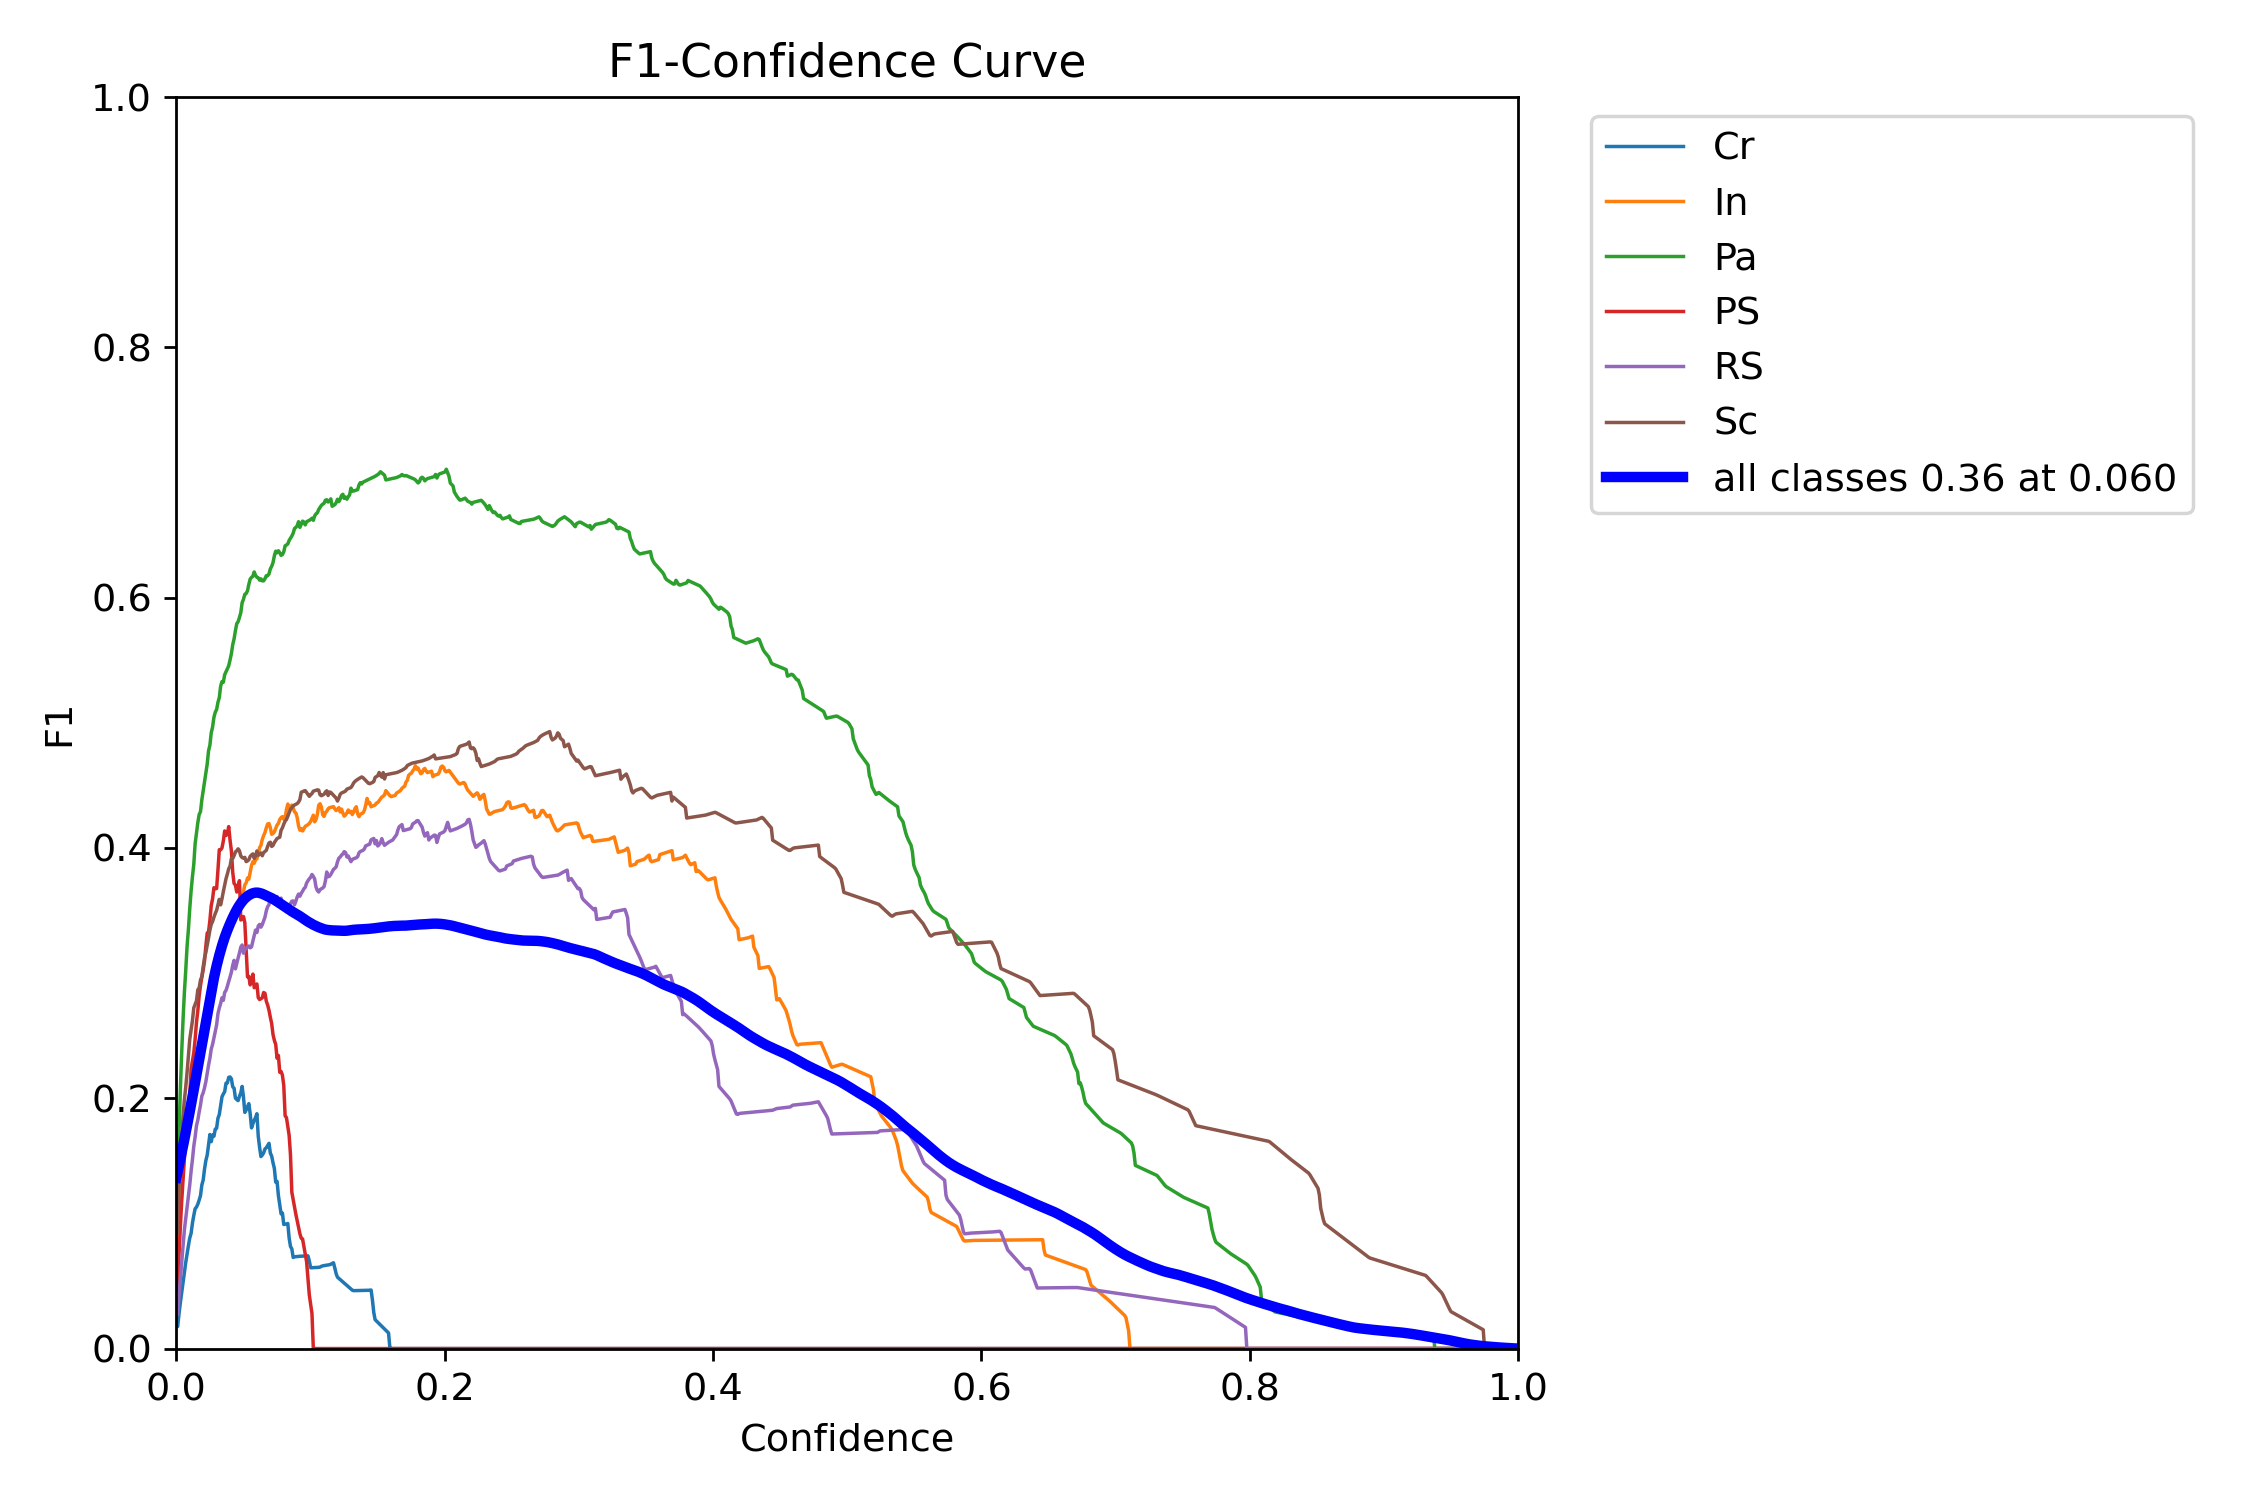 F1-Confidence Curve
1.0
0.8
0.6
0.4
0.2
0.0
F1
0.0 0.2 0.4 0.6 0.8 1.0
Confidence
Cr
In
Pa
PS
RS
Sc
all classes 0.36 at 0.060